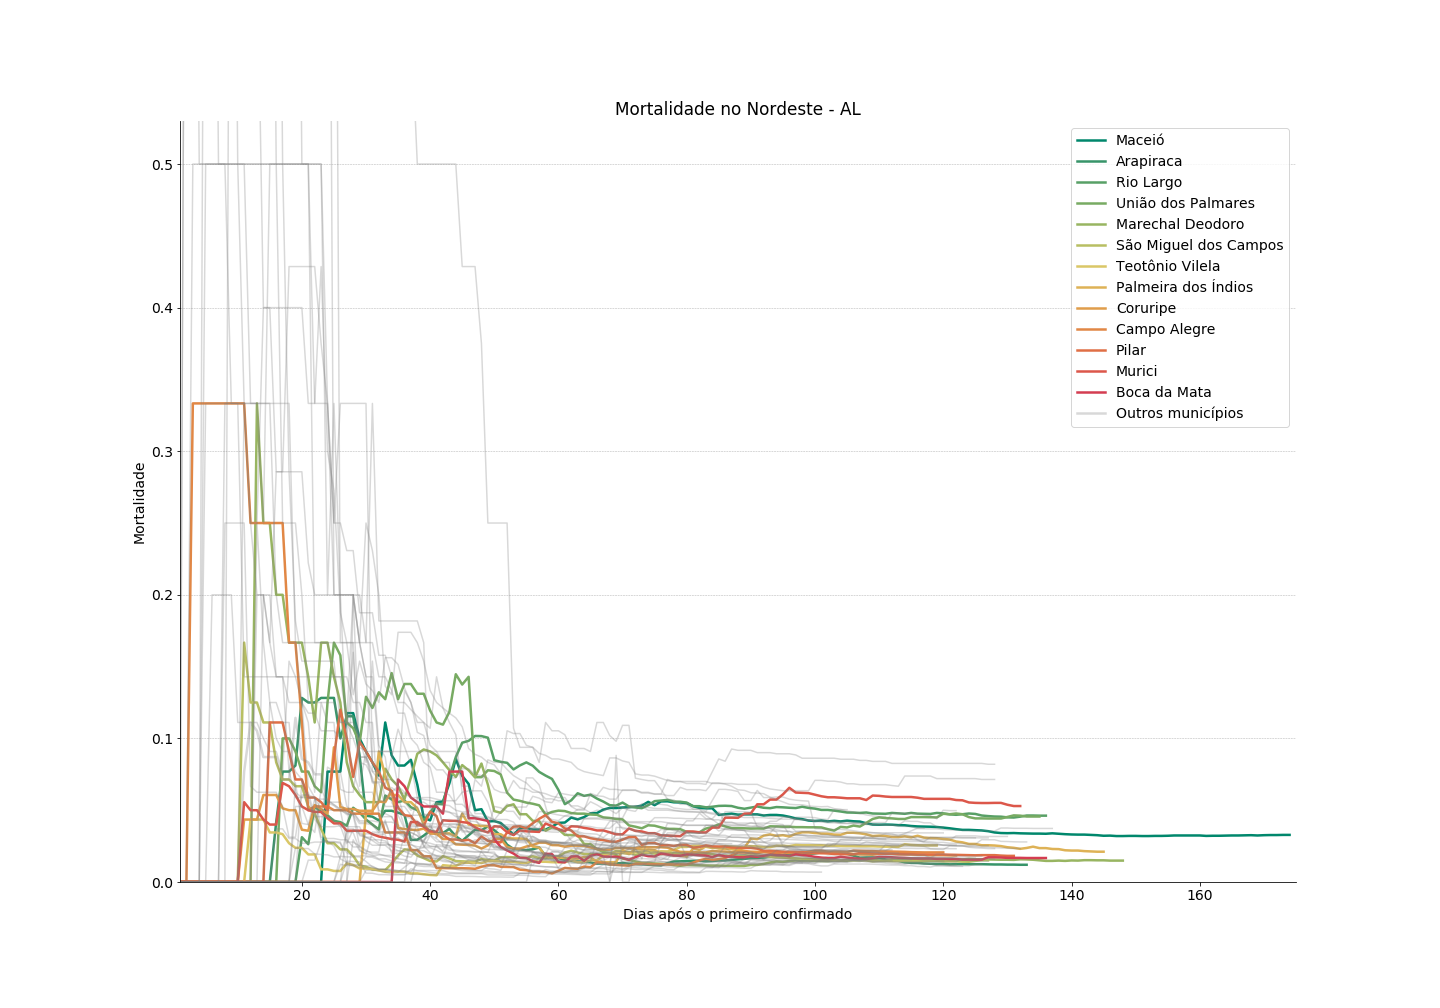 Mortalidade no Nordeste - AL
Maceió
Arapiraca
Rio Largo
União dos Palmares
Marechal Deodoro
São Miguel dos Campos
Teotônio Vilela
Palmeira dos Índios
Coruripe
Campo Alegre
Pilar
Murici
Boca da Mata
Outros municípios
Mortalidade
0.5
0.4
0.3
0.2
0.1
0.0
20 40 60 80 100 120 140 160
Dias após o primeiro confirmado